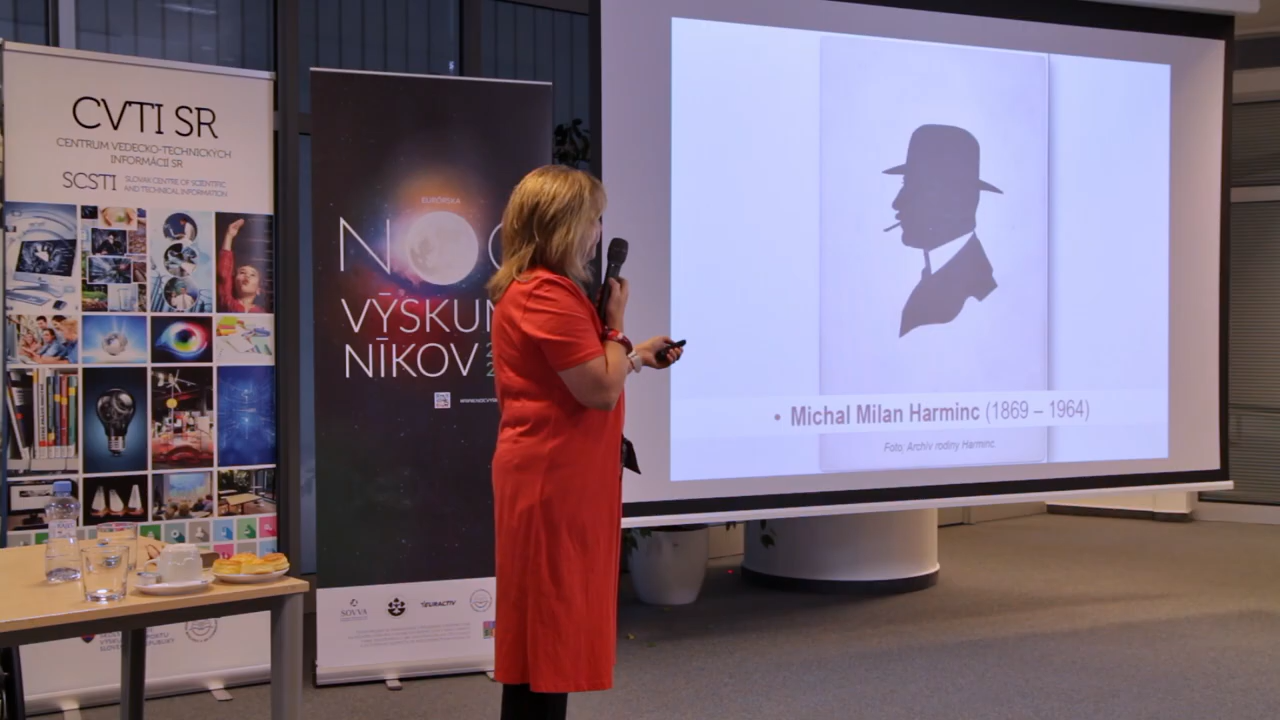 CVTI SR
CENTRUM VEDECKO-TECHNICKÝCH
INFORMÁCIÍ SR
SCSTI
SLOVAK CENTRE OF SCIENTIFIC
AND TECHNICAL INFORMATION
EURÓPSKA
NOC
VÝSKUM
NÍKOV
SOVVA
EURACTIV
• Michal Milan Harminc (1869 – 1964)
Foto: Archív rodiny Harminc.